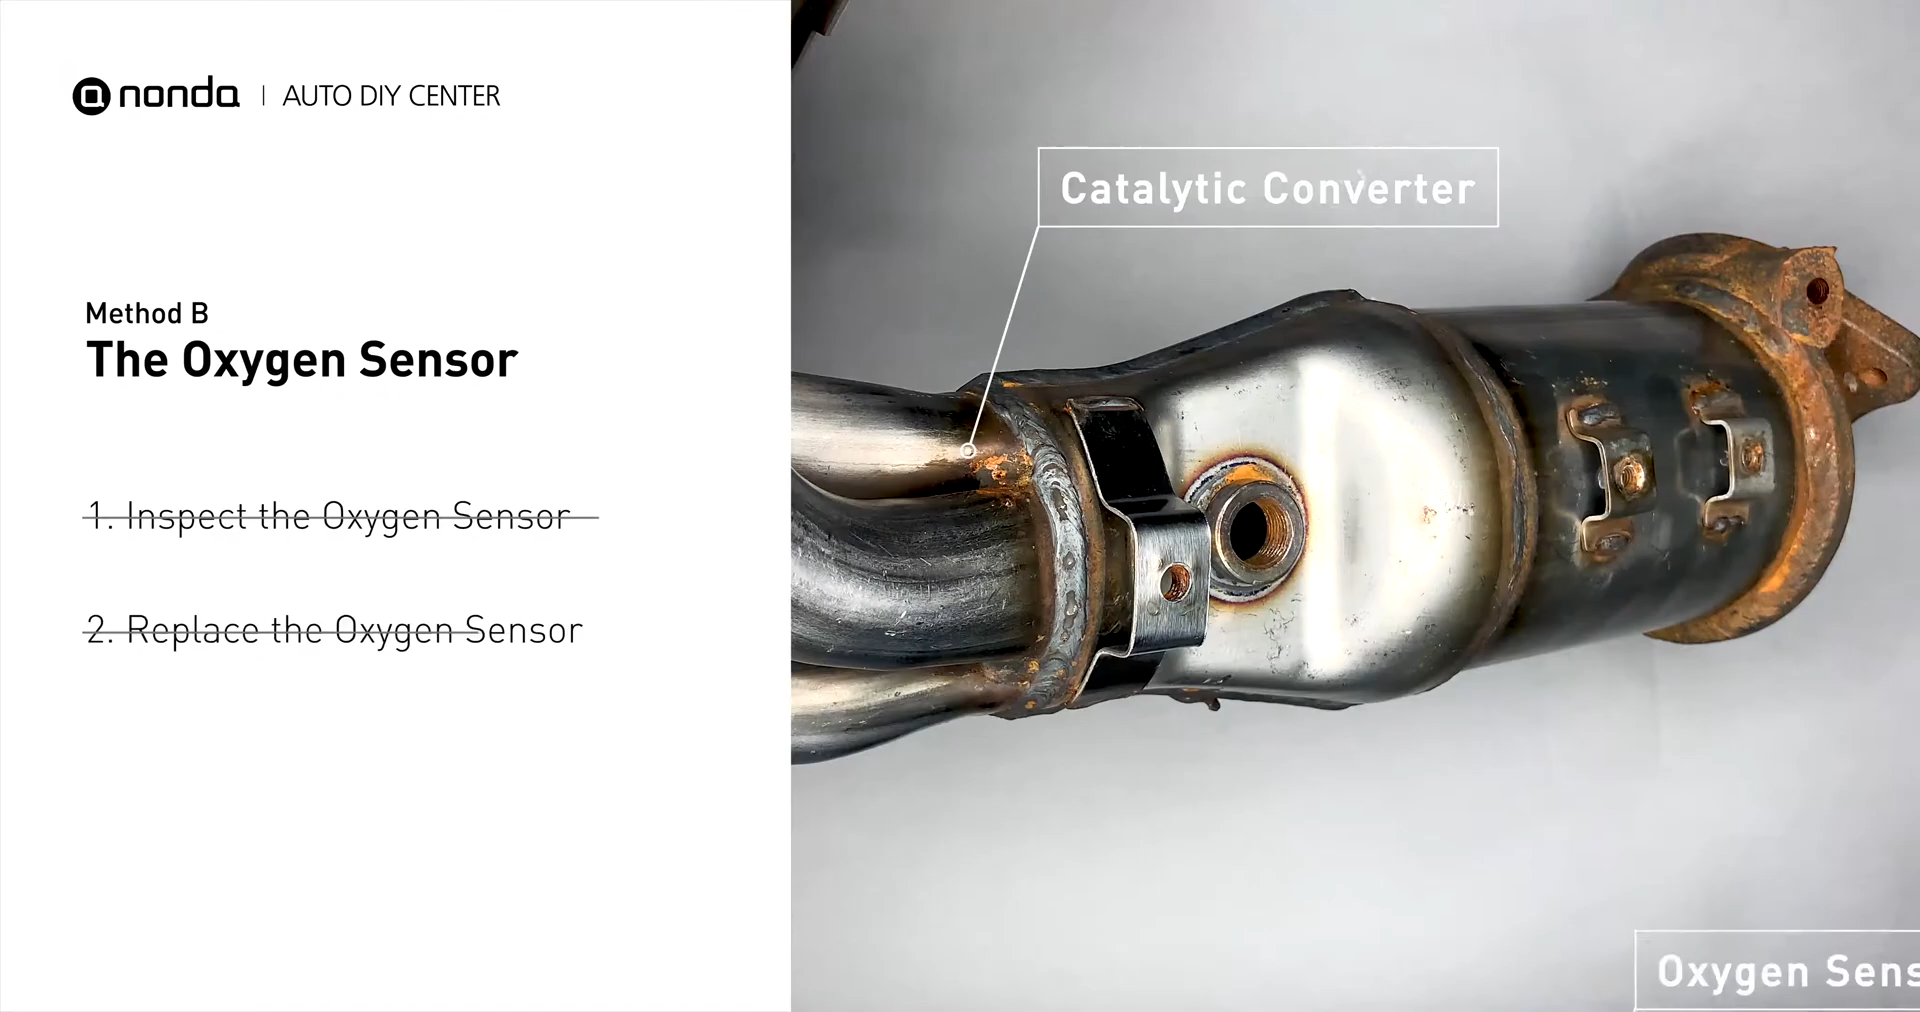 nonda | AUTO DIY CENTER
Method B
The Oxygen Sensor
1. Inspect the Oxygen Sensor
2. Replace the Oxygen Sensor
Catalytic Converter
Oxygen Sens